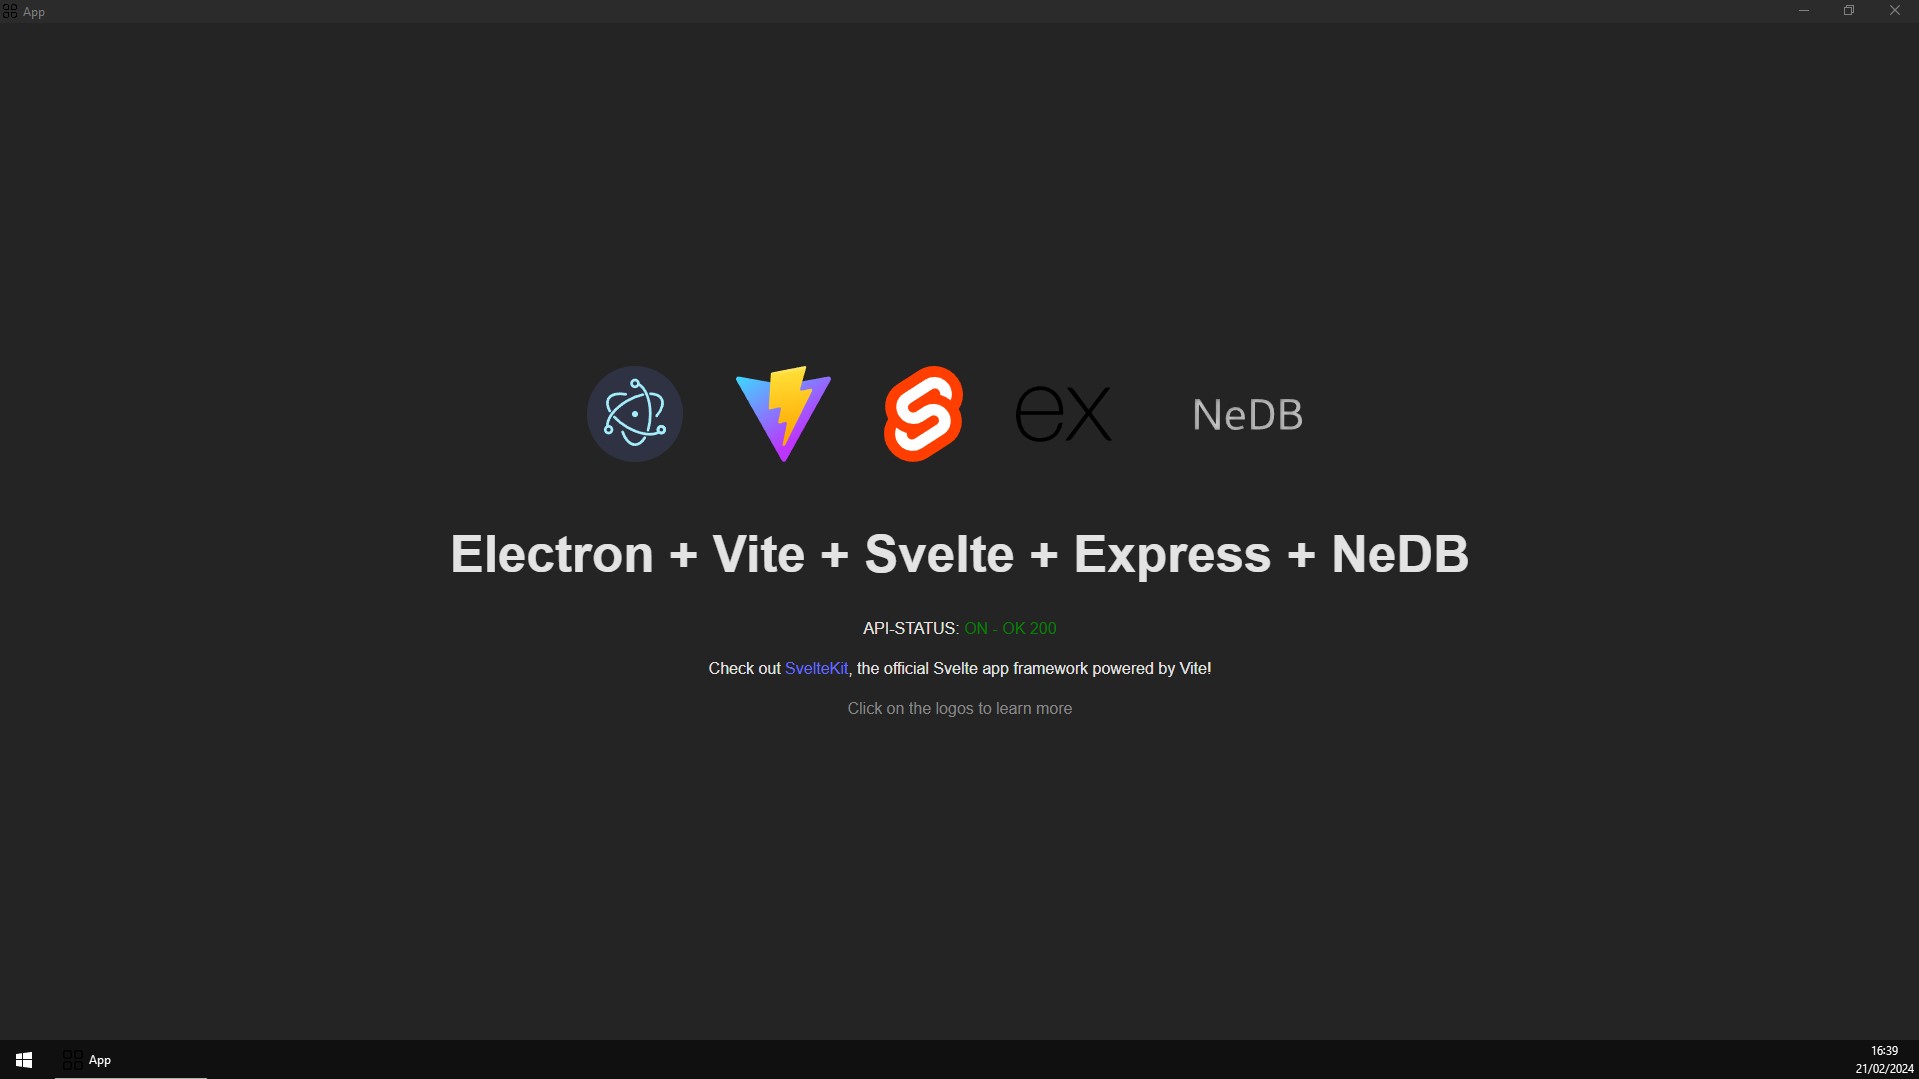 App
ex
NeDB
Electron + Vite + Svelte + Express + NeDB
API-STATUS: ON - OK 200
Check out SvelteKit, the official Svelte app framework powered by Vite!
Click on the logos to learn more
App
16:39
21/02/2024